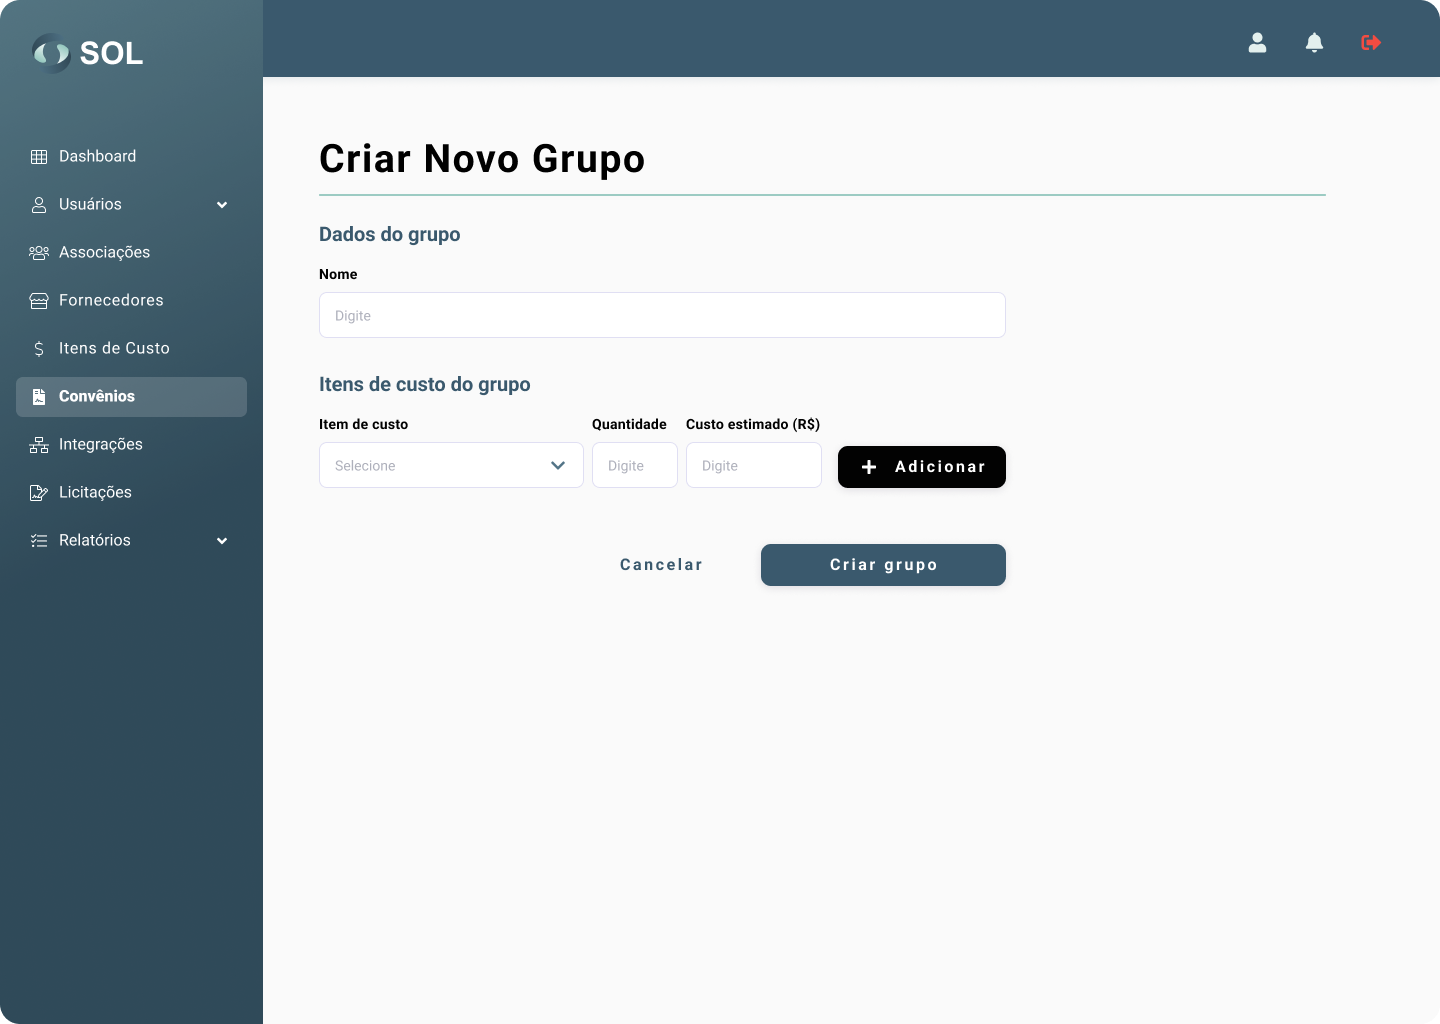 SOL
Dashboard
Usuários
Associações
Fornecedores
Itens de Custo
Convênios
Integrações
Licitações
Relatórios
Criar Novo Grupo
Dados do grupo
Nome
Digite
Itens de custo do grupo
Item de custo Quantidade Custo estimado (R$)
Selecione Digite Digite Adicionar
Cancelar Criar grupo